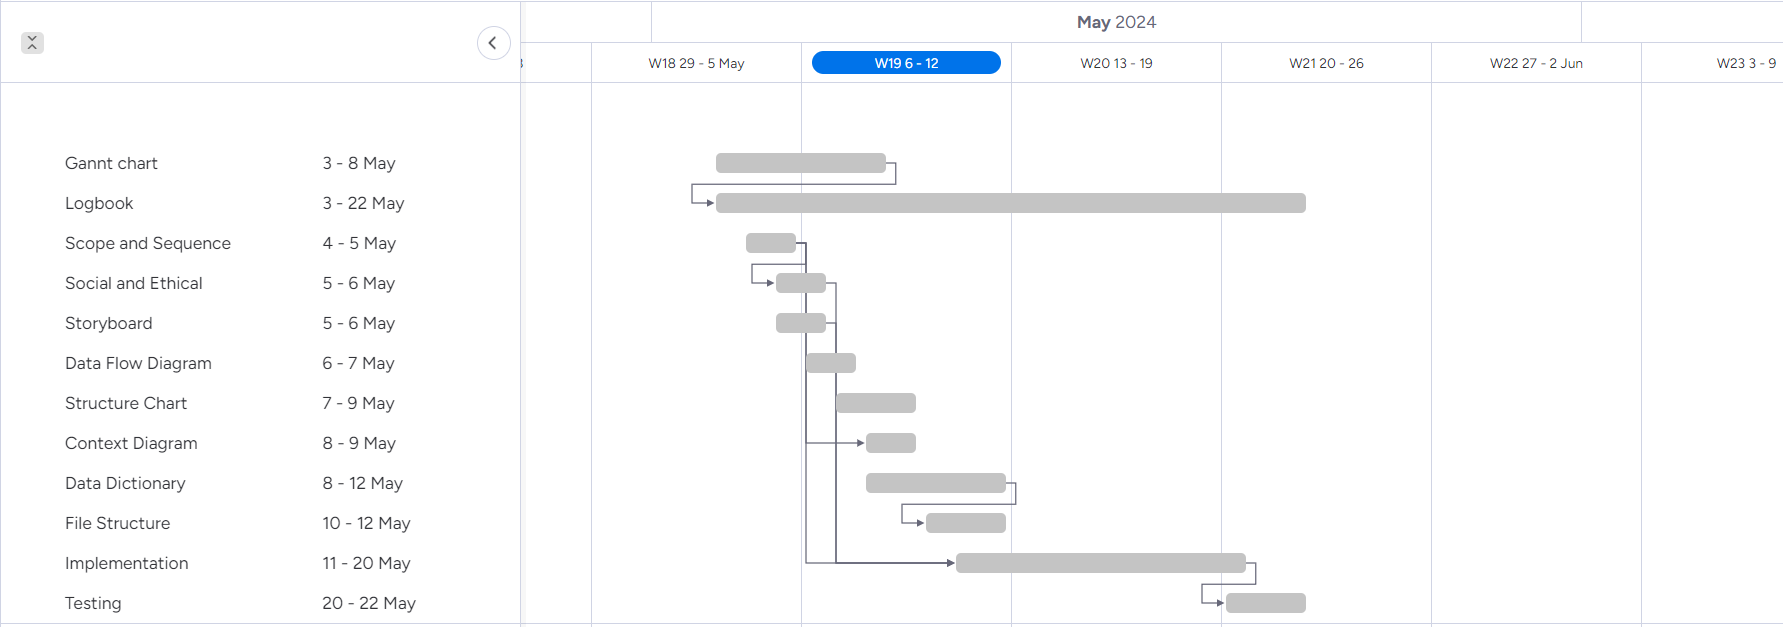 May 2024
W18 29 - 5 May
W19 6 - 12
W20 13 - 19
W21 20 - 26
W22 27 - 2 Jun
W23 3 - 9
Gannt chart 3 - 8 May
Logbook 3 - 22 May
Scope and Sequence 4 - 5 May
Social and Ethical 5 - 6 May
Storyboard 5 - 6 May
Data Flow Diagram 6 - 7 May
Structure Chart 7 - 9 May
Context Diagram 8 - 9 May
Data Dictionary 8 - 12 May
File Structure 10 - 12 May
Implementation 11 - 20 May
Testing 20 - 22 May